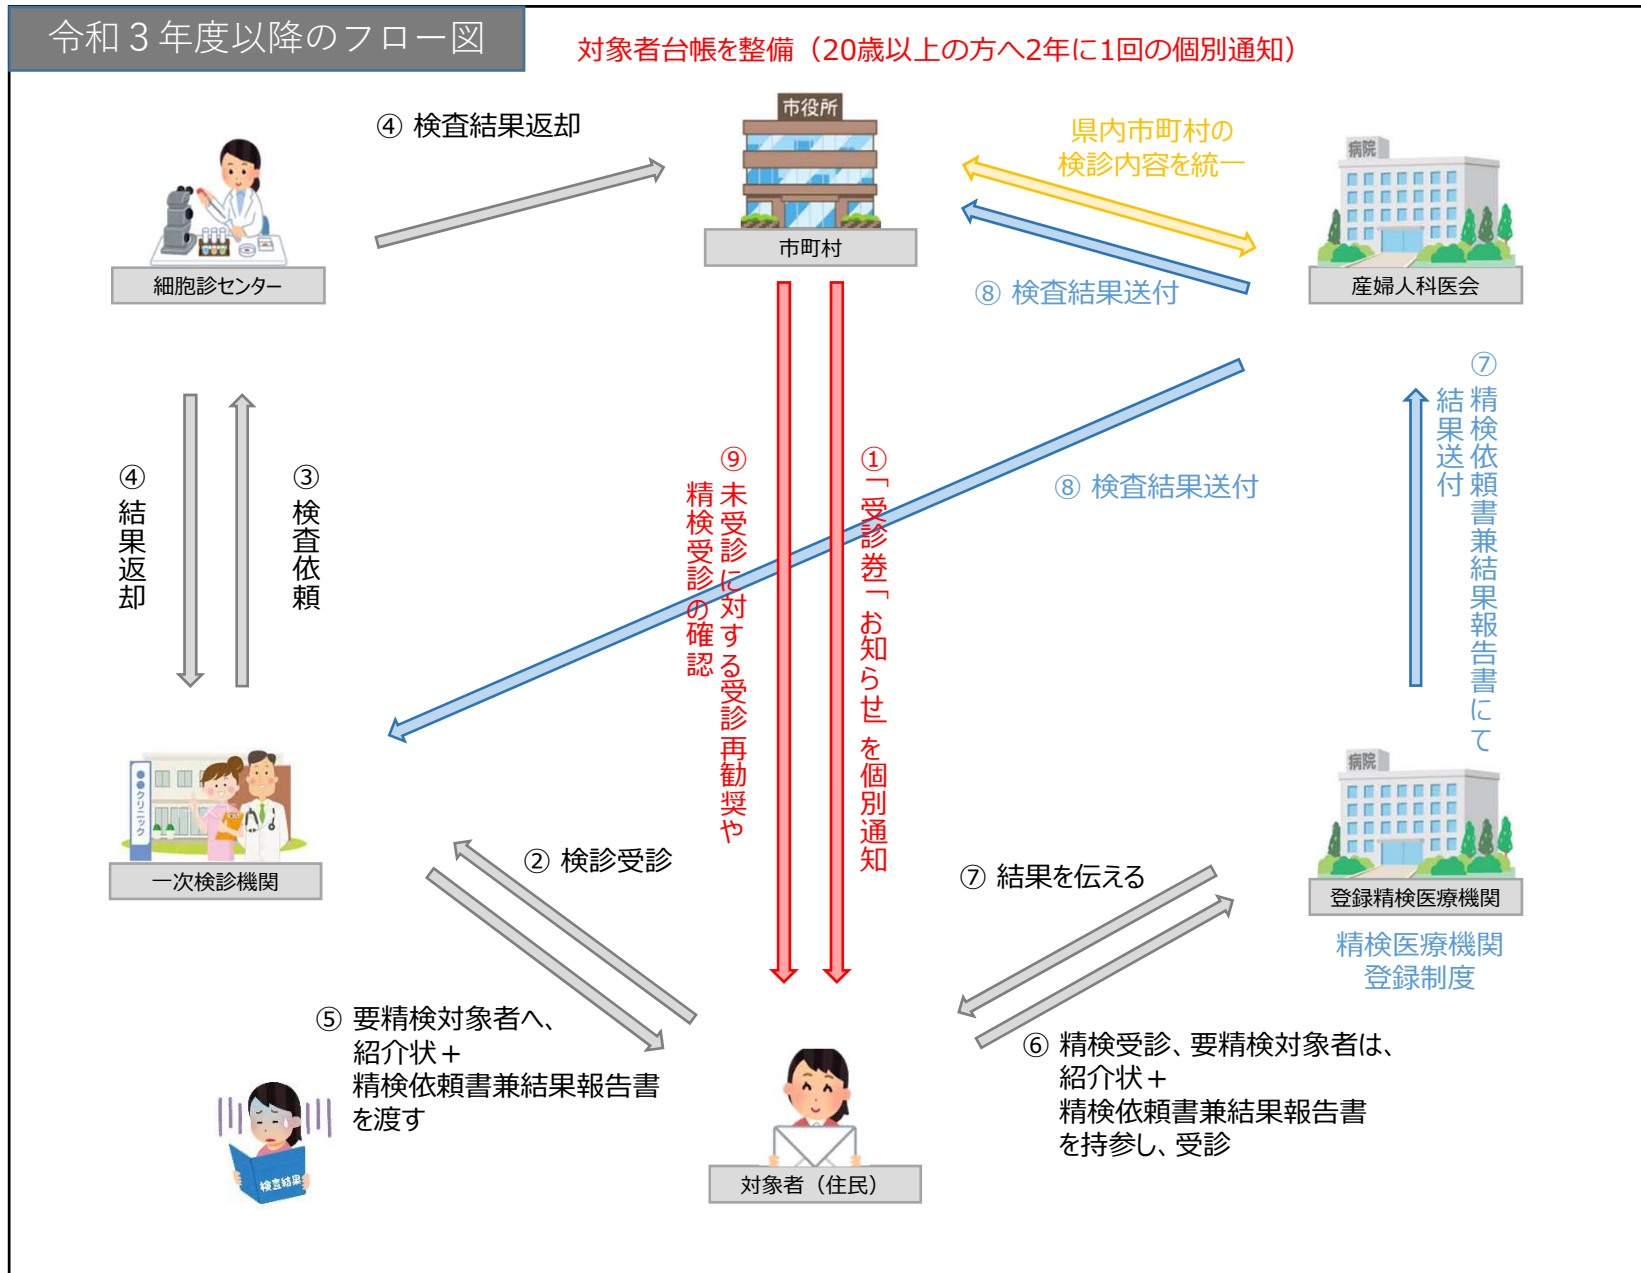 令和３年度以降のフロー図
対象者台帳を整備（20歳以上の方へ2年に1回の個別通知）
④ 検査結果返却
市役所
市町村
県内市町村の
検診内容を統一
病院
産婦人科医会
細胞診センター
⑧ 検査結果送付
⑦ 精検依頼書兼結果報告書にて
結果送付
④ 結果返却
③ 検査依頼
⑨ 未受診に対する受診再勧奨や
精検受診の確認
①「受診券」「お知らせ」を個別通知
⑧ 検査結果送付
●●クリニック
一次検診機関
② 検診受診
⑦ 結果を伝える
病院
登録精検医療機関
精検医療機関
登録制度
⑤ 要精検対象者へ、
紹介状＋
精検依頼書兼結果報告書
を渡す
検査結果
対象者（住民）
⑥ 精検受診、要精検対象者は、
紹介状＋
精検依頼書兼結果報告書
を持参し、受診